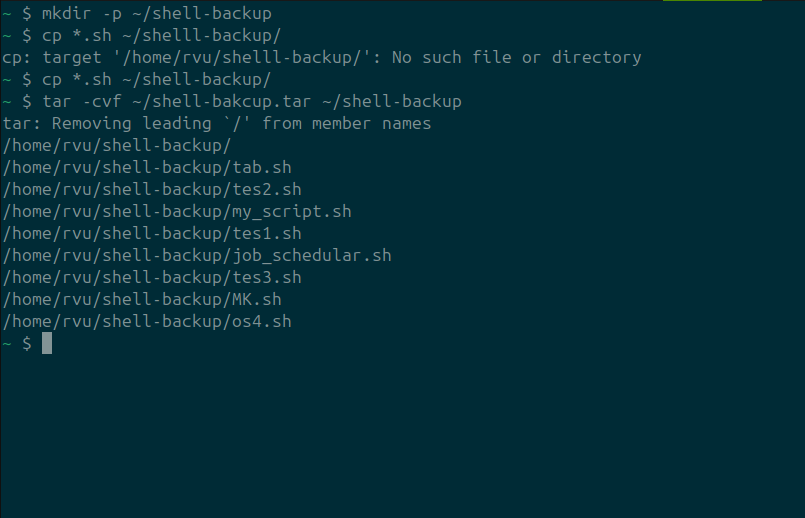 ~ $ mkdir -p ~/shell-backup
~ $ cp *.sh ~/shelll-backup/
cp: target '/home/rvu/shelll-backup/': No such file or directory
~ $ cp *.sh ~/shell-backup/
~ $ tar -cvf ~/shell-bakcup.tar ~/shell-backup
tar: Removing leading `/' from member names
/home/rvu/shell-backup/
/home/rvu/shell-backup/tab.sh
/home/rvu/shell-backup/tes2.sh
/home/rvu/shell-backup/my_script.sh
/home/rvu/shell-backup/tes1.sh
/home/rvu/shell-backup/job_schedular.sh
/home/rvu/shell-backup/tes3.sh
/home/rvu/shell-backup/MK.sh
/home/rvu/shell-backup/os4.sh
~ $